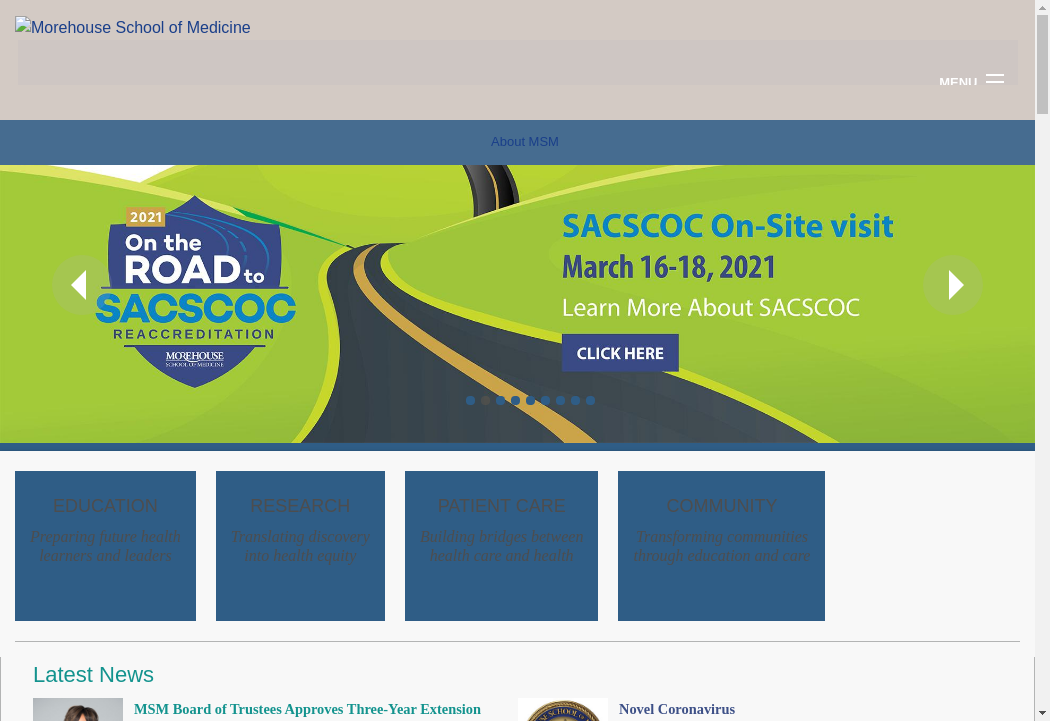 Morehouse School of Medicine
MENU
About MSM
2021
On the
ROAD to
SACSCOC
REACCREDITATION
MOREHOUSE
SCHOOL OF MEDICINE
SACSCOC On-Site visit
March 16-18, 2021
Learn More About SACSCOC
CLICK HERE
EDUCATION
Preparing future health
learners and leaders
RESEARCH
Translating discovery
into health equity
PATIENT CARE
Building bridges between
health care and health
COMMUNITY
Transforming communities
through education and care
Latest News
MSM Board of Trustees Approves Three-Year Extension
Novel Coronavirus